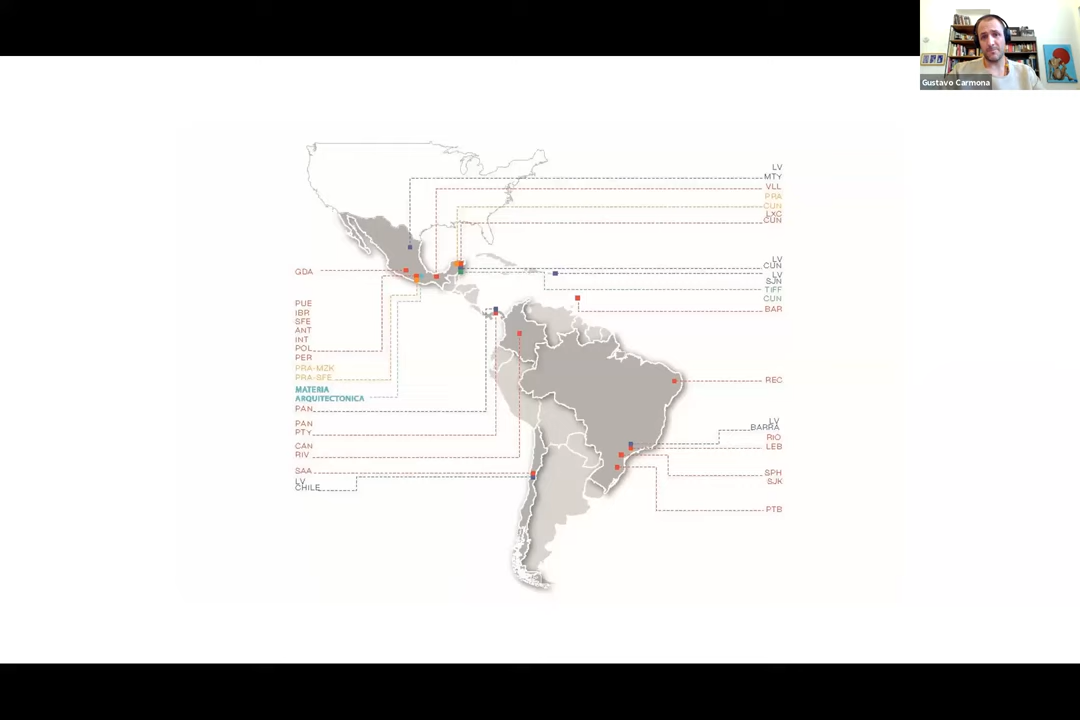 Gustavo Carmona
LV
MTY
VLL
PRA
CUN
LXC
CUN
LV
CUN
LV
SJN
TIFF
CUN
BAR
REC
LV
BARRA
RIO
LEB
SPH
SJK
PTB
GDA
PUE
IBR
SFE
ANT
INT
POL
PER
PRA-MZK
PRA-SFE
MATERIA
ARQUITECTONICA
PAN
PAN
PTY
CAN
RIV
SAA
LV
CHILE